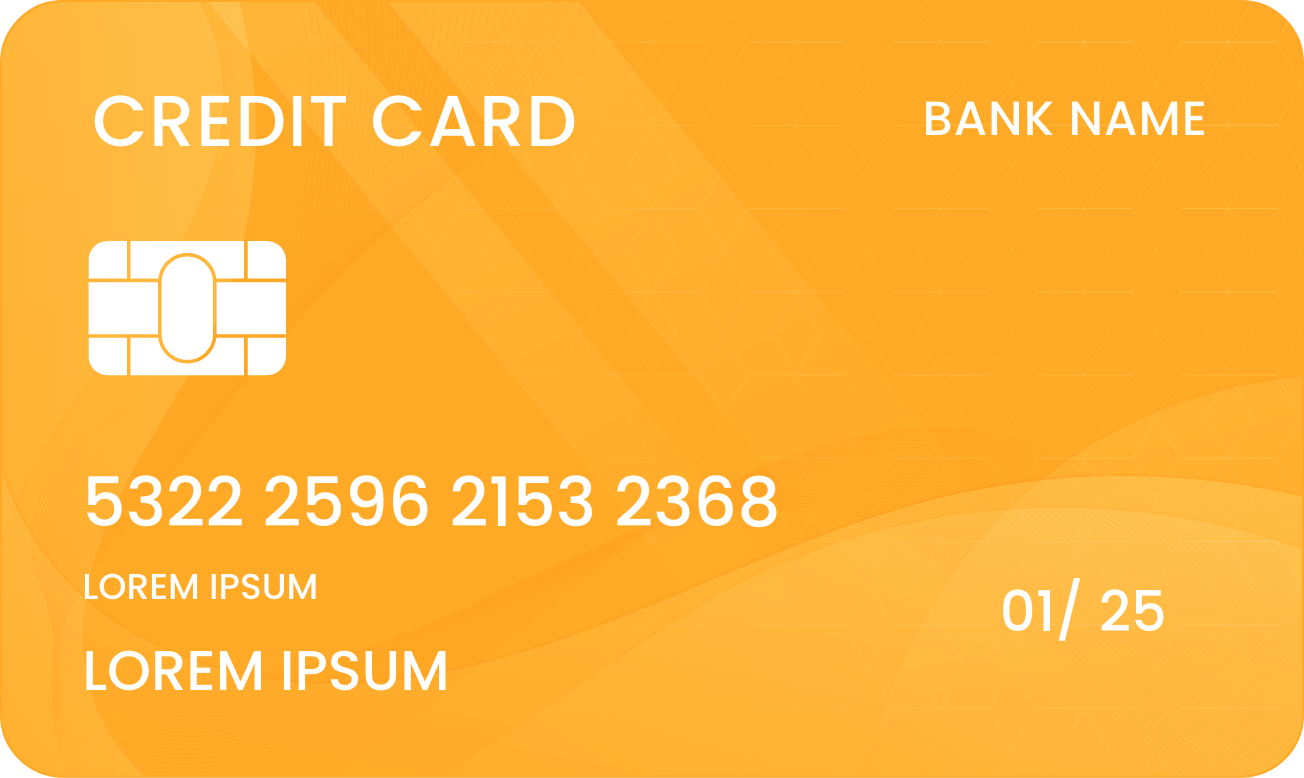 CREDIT CARD
BANK NAME
5322 2596 2153 2368
LOREM IPSUM
01/ 25
LOREM IPSUM